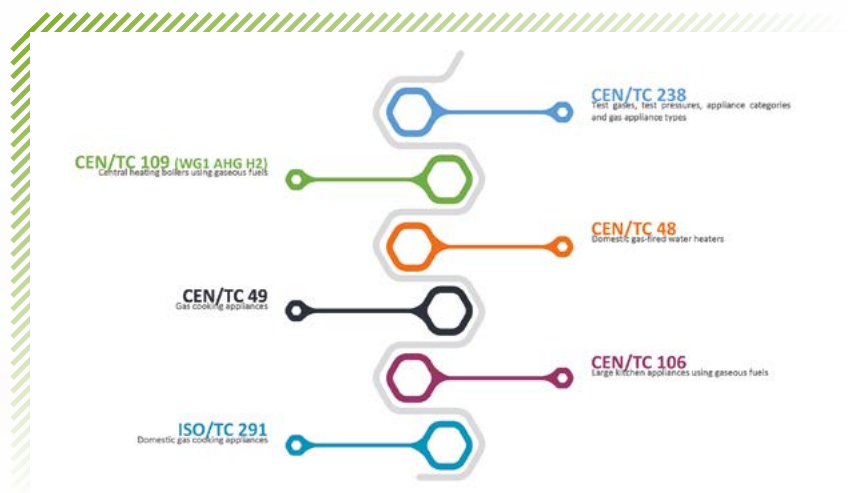 CEN/TC 238
Test gases, test pressures, appliance categories
and gas appliance types
CEN/TC 109 (WG1 AHG H2)
Central heating boilers using gaseous fuels
CEN/TC 48
Domestic gas-fired water heaters
CEN/TC 49
Gas cooking appliances
CEN/TC 106
Large kitchen appliances using gaseous fuels
ISO/TC 291
Domestic gas cooking appliances